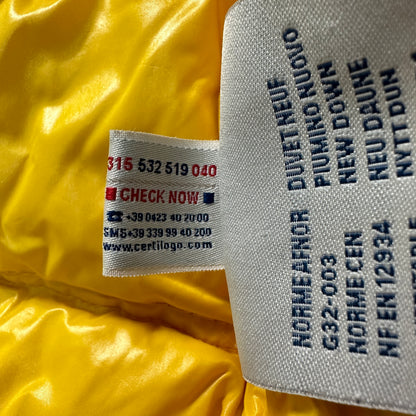 315 532 519 040
CHECK NOW
☎ +39 0423 40 20 00
SMS+39 339 99 40 200
www.certilogo.com
NORME AFNOR
G32-003
NORME CEN
NF EN 12934
DUVET NEUF
PIUMINO NUOVO
NEW DOWN
NEU DAUNE
NYTT DUN